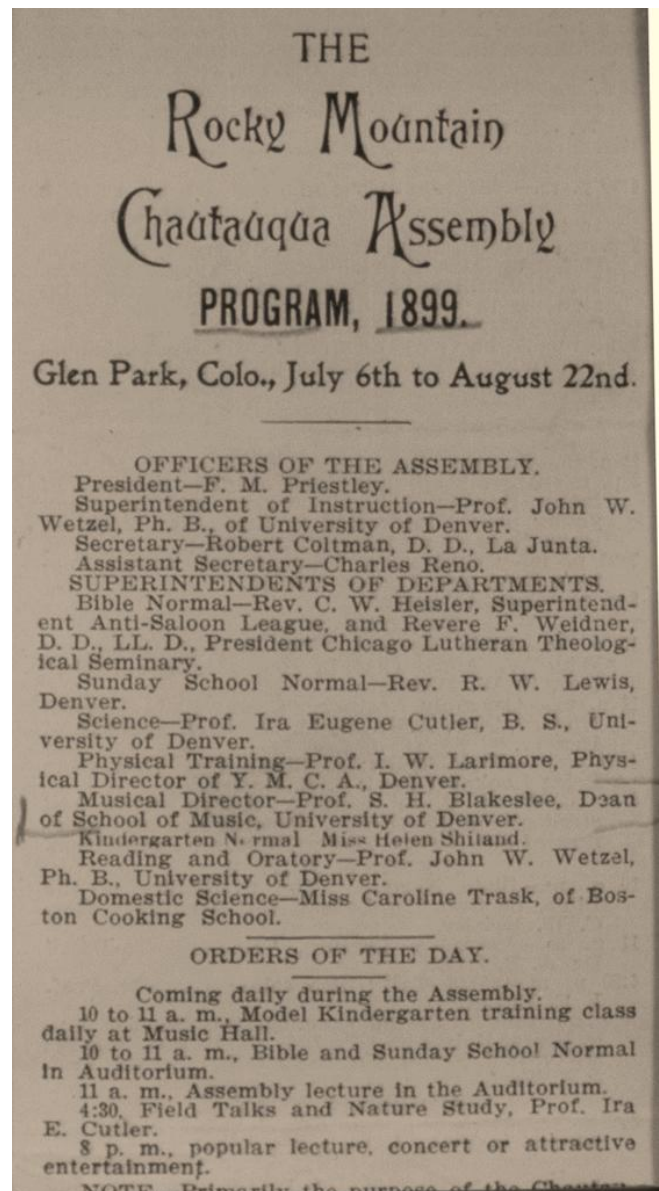 THE
Rocky Mountain
Chautauqua Assembly
PROGRAM, 1899.
Glen Park, Colo., July 6th to August 22nd.
OFFICERS OF THE ASSEMBLY.
President—F. M. Priestley.
Superintendent of Instruction—Prof. John W.
Wetzel, Ph. B., of University of Denver.
Secretary—Robert Coltman, D. D., La Junta.
Assistant Secretary—Charles Reno.
SUPERINTENDENTS OF DEPARTMENTS.
Bible Normal—Rev. C. W. Heisler, Superintend-
ent Anti-Saloon League, and Revere F. Weidner,
D. D., LL. D., President Chicago Lutheran Theolog-
ical Seminary.
Sunday School Normal—Rev. R. W. Lewis,
Denver.
Science—Prof. Ira Eugene Cutler, B. S., Uni-
versity of Denver.
Physical Training—Prof. I. W. Larimore, Phys-
ical Director of Y. M. C. A., Denver.
Musical Director—Prof. S. H. Blakeslee, Dean
of School of Music, University of Denver.
Kindergarten Normal Miss Helen Shiland.
Reading and Oratory—Prof. John W. Wetzel,
Ph. B., University of Denver.
Domestic Science—Miss Caroline Trask, of Bos-
ton Cooking School.
ORDERS OF THE DAY.
Coming daily during the Assembly.
10 to 11 a. m., Model Kindergarten training class
daily at Music Hall.
10 to 11 a. m., Bible and Sunday School Normal
in Auditorium.
11 a. m., Assembly lecture in the Auditorium.
4:30, Field Talks and Nature Study, Prof. Ira
E. Cutler.
8 p. m., popular lecture, concert or attractive
entertainment.
NOTE Primarily the purpose of the Chautau-